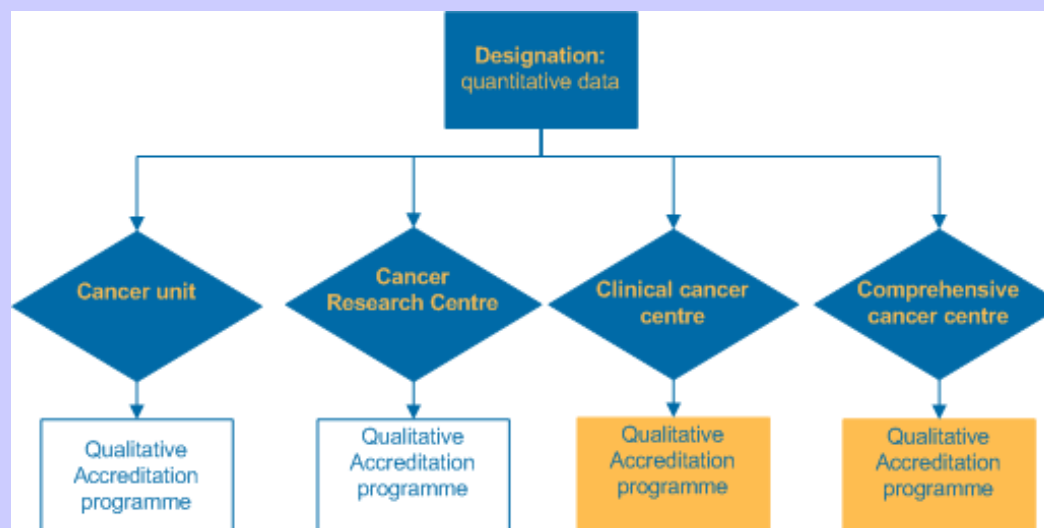 Designation:
quantitative data
Cancer unit
Cancer
Research Centre
Clinical cancer
centre
Comprehensive
cancer centre
Qualitative
Accreditation
programme
Qualitative
Accreditation
programme
Qualitative
Accreditation
programme
Qualitative
Accreditation
programme